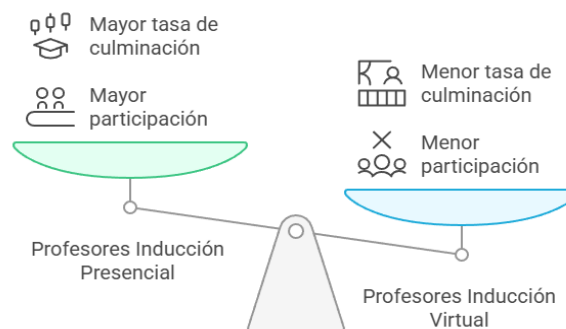 Mayor tasa de
culminación
Mayor
participación
Menor tasa de
culminación
Menor
participación
Profesores Inducción
Presencial
Profesores Inducción
Virtual